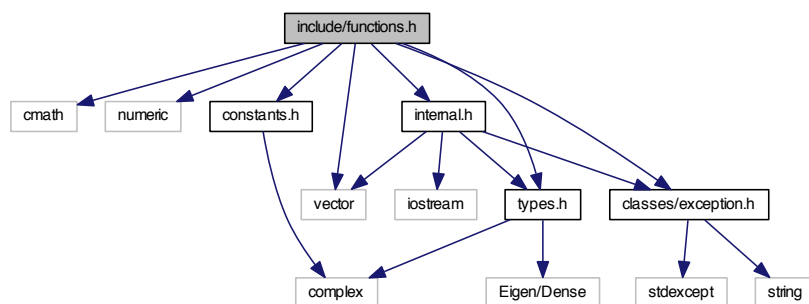 include/functions.h
cmath
numeric
constants.h
internal.h
vector
iostream
types.h
classes/exception.h
complex
Eigen/Dense
stdexcept
string